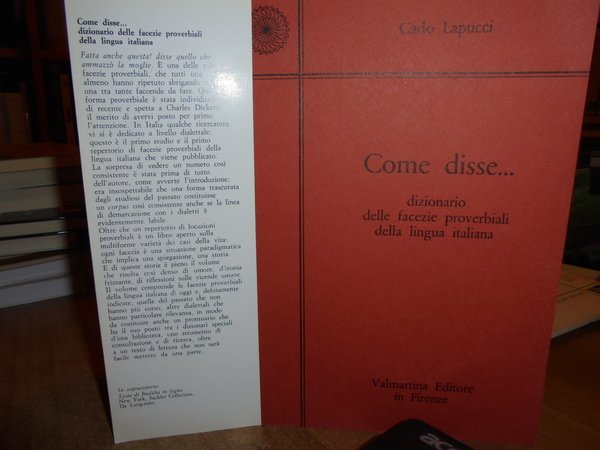 Come disse...
dizionario delle facezie proverbiali
della lingua italiana
Fatta anche questa! disse quello che
ammazzò la moglie. È una delle
facezie proverbiali, che tutti una
almeno hanno ripetuto sbrigando
una tra tante faccende da fare.
forma proverbiale è stata individuata
di recente e spetta a Charles Dickens
il merito di avervi posto per primo
l'attenzione. In Italia qualche ricercatore
vi si è dedicato a livello dialettale:
questo è il primo studio e il primo
repertorio di facezie proverbiali della
lingua italiana che viene pubblicato.
La sorpresa di vedere un numero così
consistente è stata prima di tutto
dell'autore, come avverte l'introduzione:
era insospettabile che una forma trascurata
dagli studiosi del passato costituisse
un corpus così consistente anche se la linea
di demarcazione con i dialetti è
evidentemente labile.
Oltre che un repertorio di locuzioni
proverbiali è un libro aperto sulla
multiforme varietà dei casi della vita:
ogni facezia è una situazione paradigmatica
che implica una spiegazione, una storia.
E di queste storie è pieno il volume
che risulta così denso di umore, d'ironia
frizzante, di riflessioni sulle vicende umane.
Il volume comprende le facezie proverbiali
della lingua italiana di oggi e, debitamente
indicate, quelle del passato che non
hanno più corso, altre dialettali che
hanno particolare rilevanza, in modo
da costituire anche un prontuario che
ha il suo posto tra i dizionari speciali
d'una biblioteca, uno strumento di
consultazione e di ricerca, oltre
a un testo di lettura che non sarà
facile mettere da una parte.
In sopraccoperta:
Testa di Buddha in legno.
New York, Sackler Collection.
Da Lung-mên.
Carlo Lapucci
Come disse...
dizionario
delle facezie proverbiali
della lingua italiana
Valmartina Editore
in Firenze